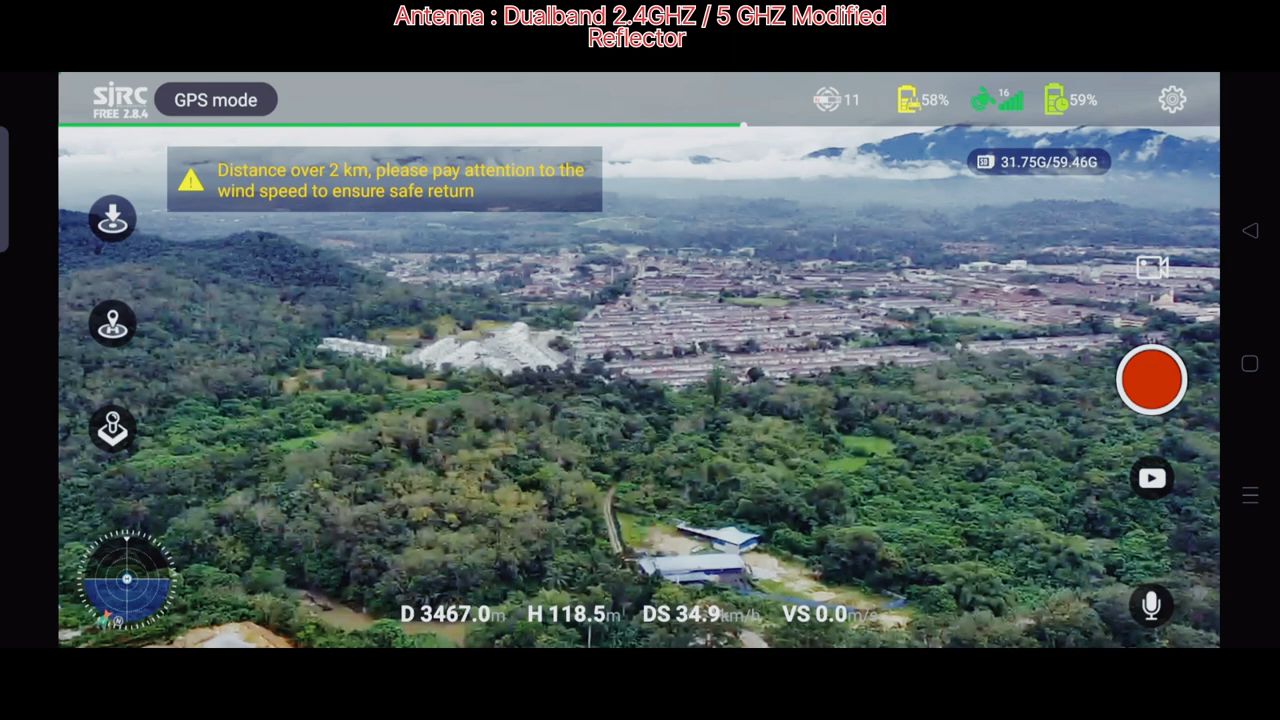 Antenna : Dualband 2.4GHZ / 5 GHZ Modified
Reflector
SJRC
FREE 2.8.4
GPS mode
11
58%
16
59%
Distance over 2 km, please pay attention to the
wind speed to ensure safe return
SD 31.75G/59.46G
D 3467.0m H 118.5m DS 34.9km/h VS 0.0m/s
N